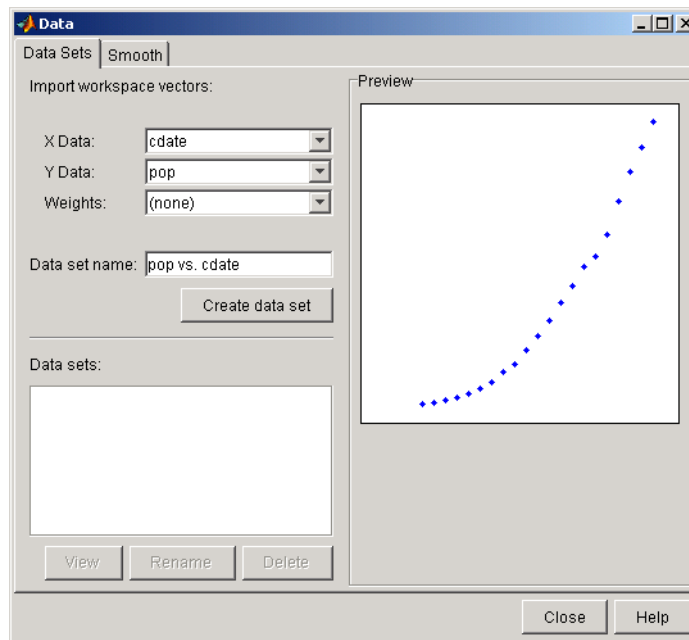 Data
Data Sets Smooth
Import workspace vectors:
X Data: cdate
Y Data: pop
Weights: (none)
Data set name: pop vs. cdate
Create data set
Data sets:
View Rename Delete
Preview
Close Help